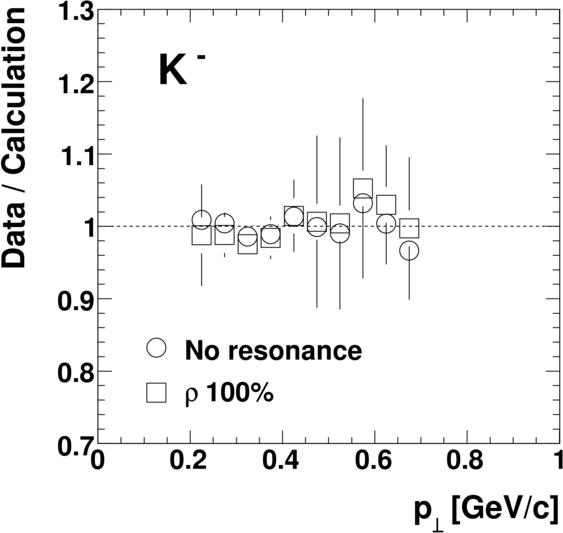 Data / Calculation
1.3
1.2
1.1
1
0.9
0.8
0.7
K -
No resonance
ρ 100%
0 0.2 0.4 0.6 0.8 1
p⊥ [GeV/c]